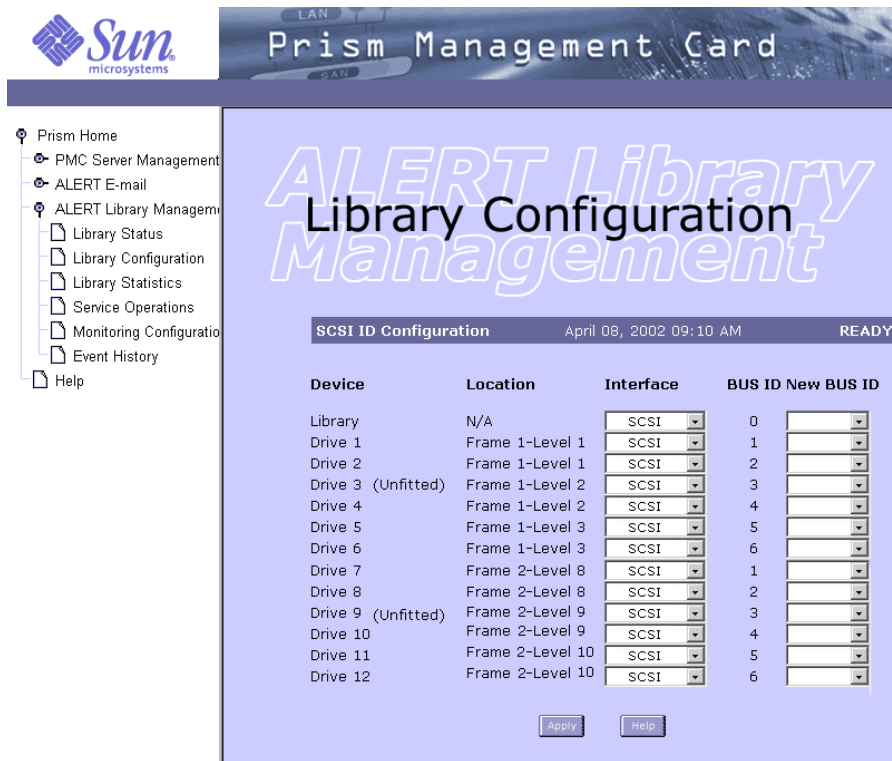 LAN
Sun
microsystems
Prism Management Card
SAN
Prism Home
PMC Server Management
ALERT E-mail
ALERT Library Managem
Library Status
Library Configuration
Library Statistics
Service Operations
Monitoring Configuratio
Event History
Help
ALERT Library
Management
Library Configuration
SCSI ID Configuration April 08, 2002 09:10 AM READY
Device Location Interface BUS ID New BUS ID
Library N/A SCSI 0
Drive 1 Frame 1-Level 1 SCSI 1
Drive 2 Frame 1-Level 1 SCSI 2
Drive 3 (Unfitted) Frame 1-Level 2 SCSI 3
Drive 4 Frame 1-Level 2 SCSI 4
Drive 5 Frame 1-Level 3 SCSI 5
Drive 6 Frame 1-Level 3 SCSI 6
Drive 7 Frame 2-Level 8 SCSI 1
Drive 8 Frame 2-Level 8 SCSI 2
Drive 9 (Unfitted) Frame 2-Level 9 SCSI 3
Drive 10 Frame 2-Level 9 SCSI 4
Drive 11 Frame 2-Level 10 SCSI 5
Drive 12 Frame 2-Level 10 SCSI 6
Apply Help